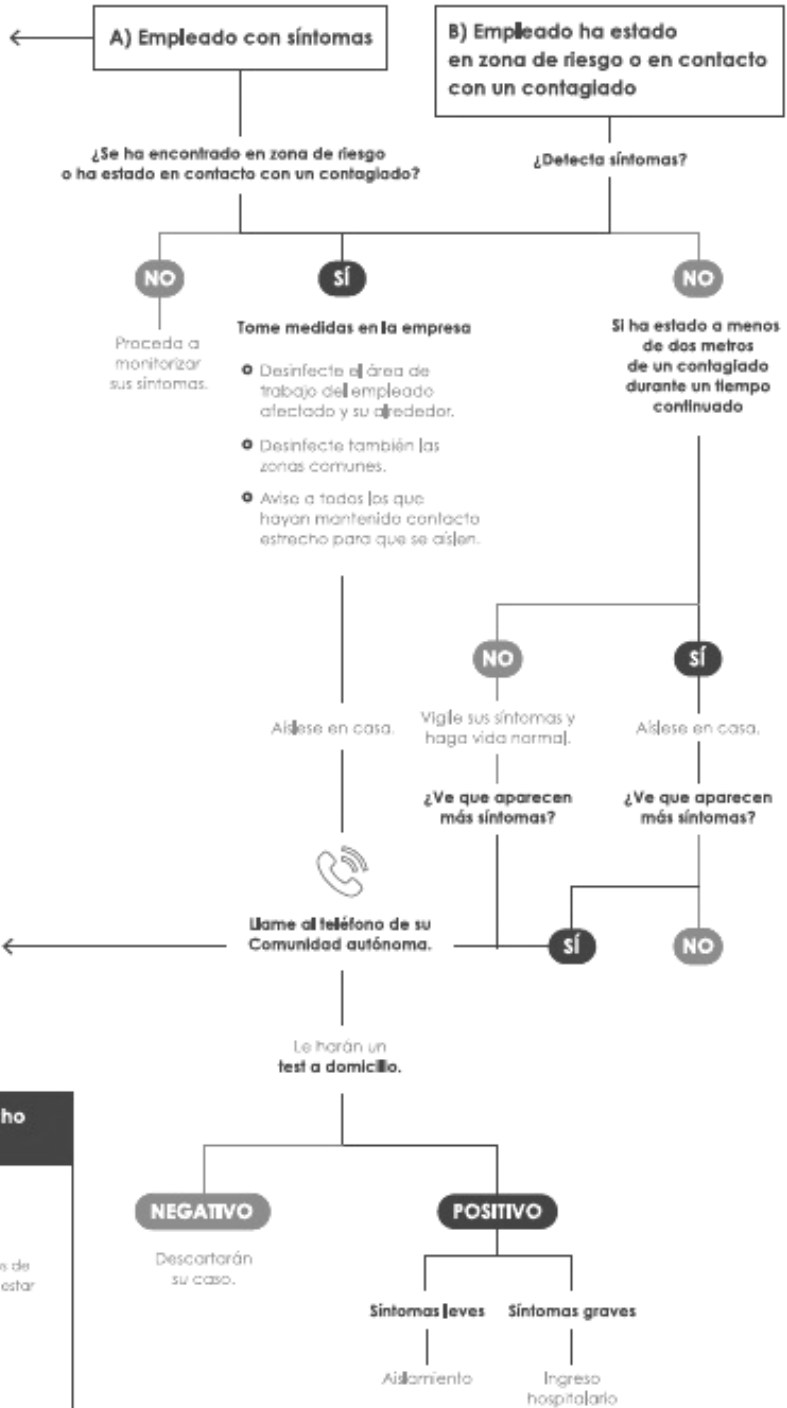 A) Empleado con síntomas
B) Empleado ha estado
en zona de riesgo o en contacto
con un contagiado
¿Se ha encontrado en zona de riesgo
o ha estado en contacto con un contagiado?
¿Detecta síntomas?
NO
SÍ
NO
Proceda a
monitorizar
sus síntomas.
Tome medidas en la empresa
Desinfecte el área de
trabajo del empleado
afectado y su alrededor.
Desinfecte también las
zonas comunes.
Avise a todos los que
hayan mantenido contacto
estrecho para que se aíslen.
Si ha estado a menos
de dos metros
de un contagiado
durante un tiempo
continuado
NO
SÍ
Aíslese en casa.
Vigile sus síntomas y
haga vida normal.
Aíslese en casa.
¿Ve que aparecen
más síntomas?
¿Ve que aparecen
más síntomas?
Llame al teléfono de su
Comunidad autónoma.
SÍ
NO
Le harán un
test a domicilio.
ho
s de
estar
NEGATIVO
POSITIVO
Descartarán
su caso.
Síntomas leves
Síntomas graves
Aislamiento
Ingreso
hospitalario